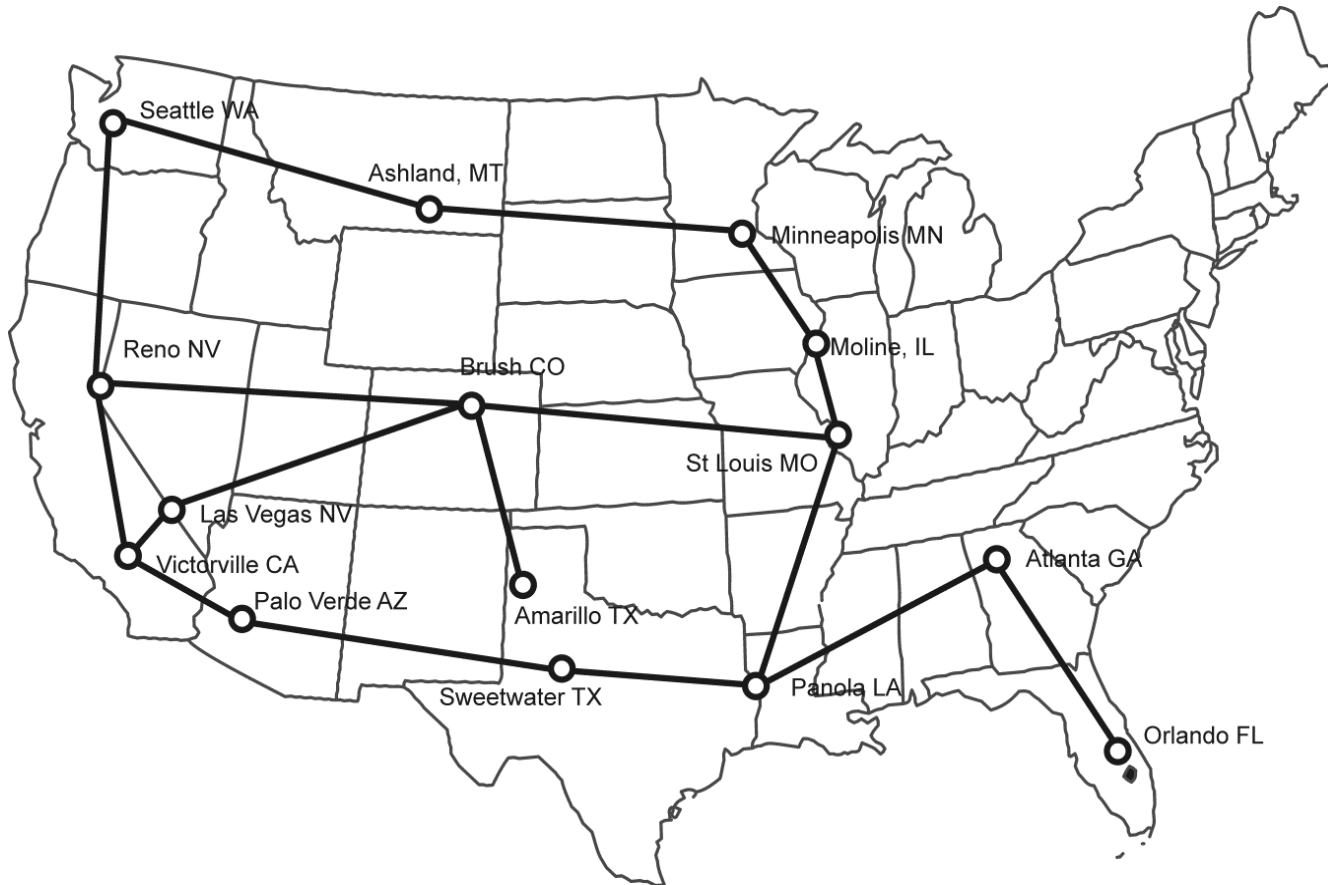 Seattle WA
Ashland, MT
Minneapolis MN
Reno NV
Moline, IL
Brush CO
St Louis MO
Las Vegas NV
Victorville CA
Atlanta GA
Palo Verde AZ
Amarillo TX
Sweetwater TX
Panola LA
Orlando FL